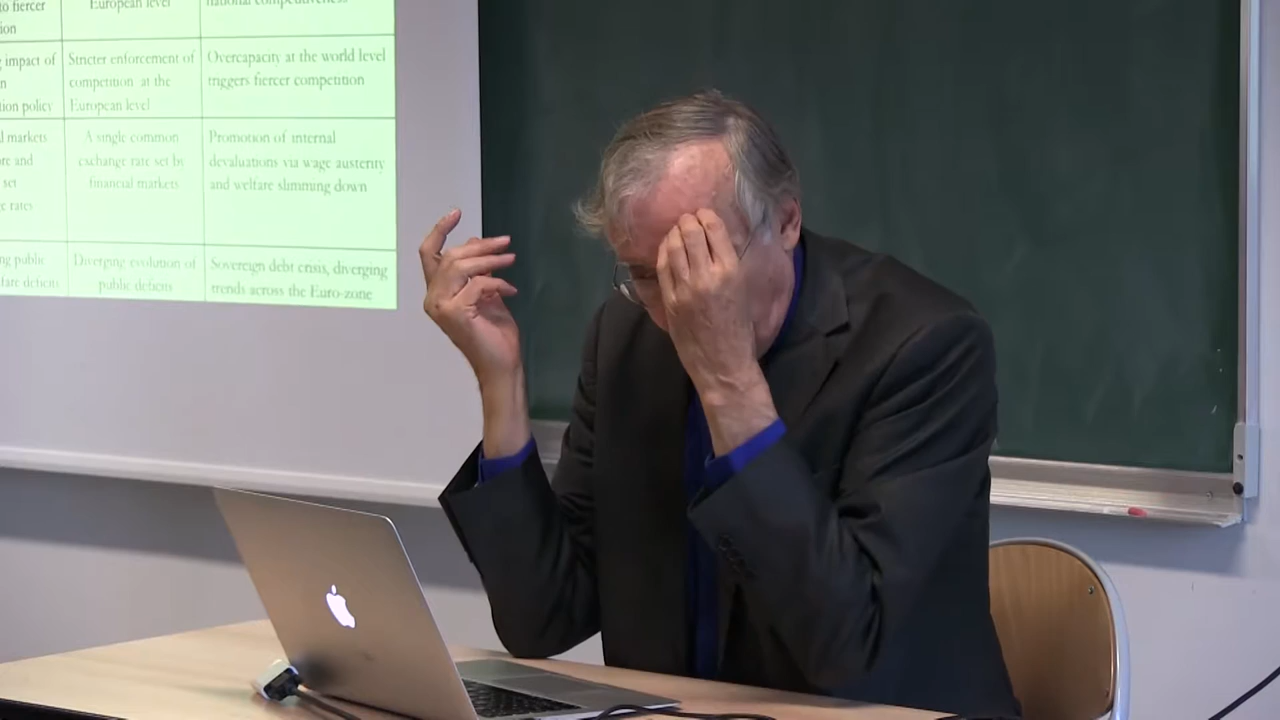 to fiercer
ion
European level
national competitiveness
impact of
n
tion policy
Stricter enforcement of
competition at the
European level
Overcapacity at the world level
triggers fiercer competition
l markets
re and
set
rates
A single common
exchange rate set by
financial markets
Promotion of internal
devaluations via wage austerity
and welfare slimming down
ng public
fare deficits
Diverging evolution of
public deficits
Sovereign debt crisis, diverging
trends across the Euro-zone